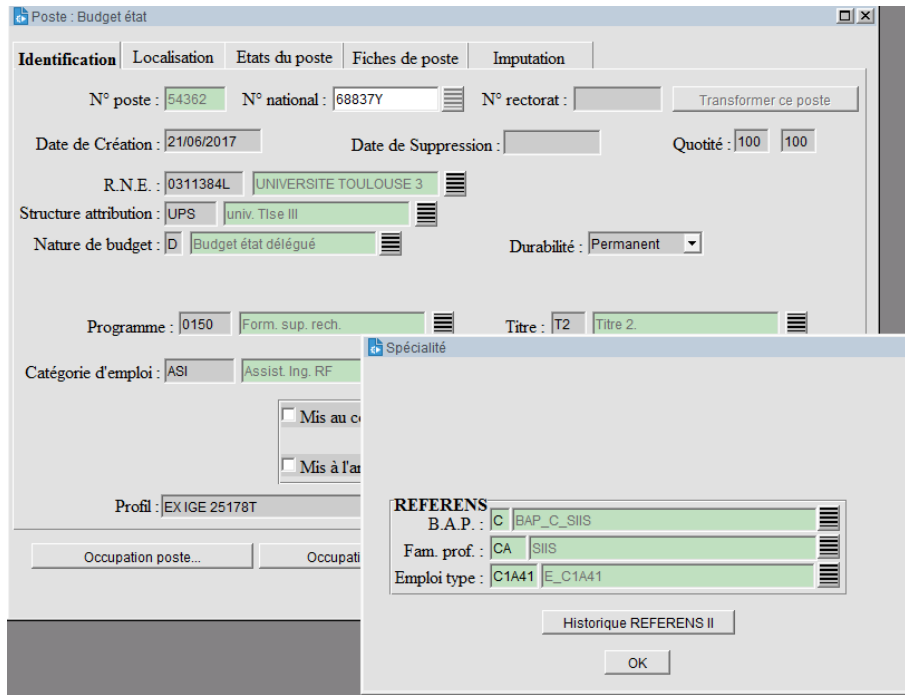 Poste : Budget état
Identification Localisation Etats du poste Fiches de poste Imputation
N° poste : 54362 N° national : 68837Y N° rectorat : Transformer ce poste
Date de Création : 21/06/2017 Date de Suppression : Quotité : 100 100
R.N.E. : 0311384L UNIVERSITE TOULOUSE 3
Structure attribution : UPS univ. Tlse III
Nature de budget : D Budget état délégué Durabilité : Permanent
Programme : 0150 Form. sup. rech. Titre : T2 Titre 2.
Spécialité
Catégorie d'emploi : ASI Assist. Ing. RF
Mis au
Mis à
Profil : EX IGE 25178T
REFERENS
B.A.P. : C BAP_C_SIIS
Fam. prof. : CA SIIS
Emploi type : C1A41 E_C1A41
Occupation poste... Occupati
Historique REFERENS II
OK